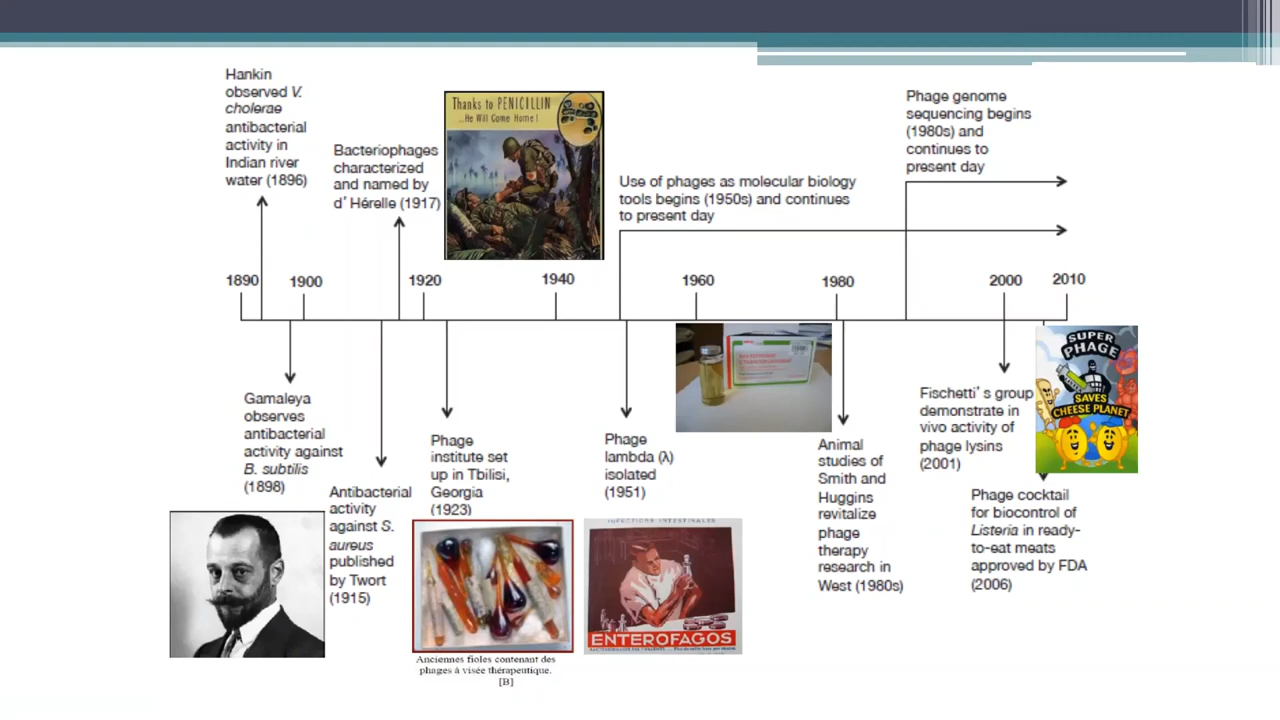 Hankin
observed V.
cholerae
antibacterial
activity in
Indian river
water (1896)
Bacteriophages
characterized
and named by
d’Hérelle (1917)
Thanks to PENICILLIN
...He Will Come Home!
Use of phages as molecular biology
tools begins (1950s) and continues
to present day
Phage genome
sequencing begins
(1980s) and
continues to
present day
1890
1900
1920
1940
1960
1980
2000
2010
Gamaleya
observes
antibacterial
activity against
B. subtilis
(1898)
Antibacterial
activity
against S.
aureus
published
by Twort
(1915)
Phage
institute set
up in Tbilisi,
Georgia
(1923)
Phage
lambda (λ)
isolated
(1951)
Animal
studies of
Smith and
Huggins
revitalize
phage
therapy
research in
West (1980s)
Fischetti’s group
demonstrate in
vivo activity of
phage lysins
(2001)
SUPER
PHAGE
SAVES
CHEESE PLANET
Phage cocktail
for biocontrol of
Listeria in ready-
to-eat meats
approved by FDA
(2006)
Anciennes fioles contenant des
phages à visée thérapeutique.
[B]
INFECTIONS INTESTINALES
ENTEROFAGOS